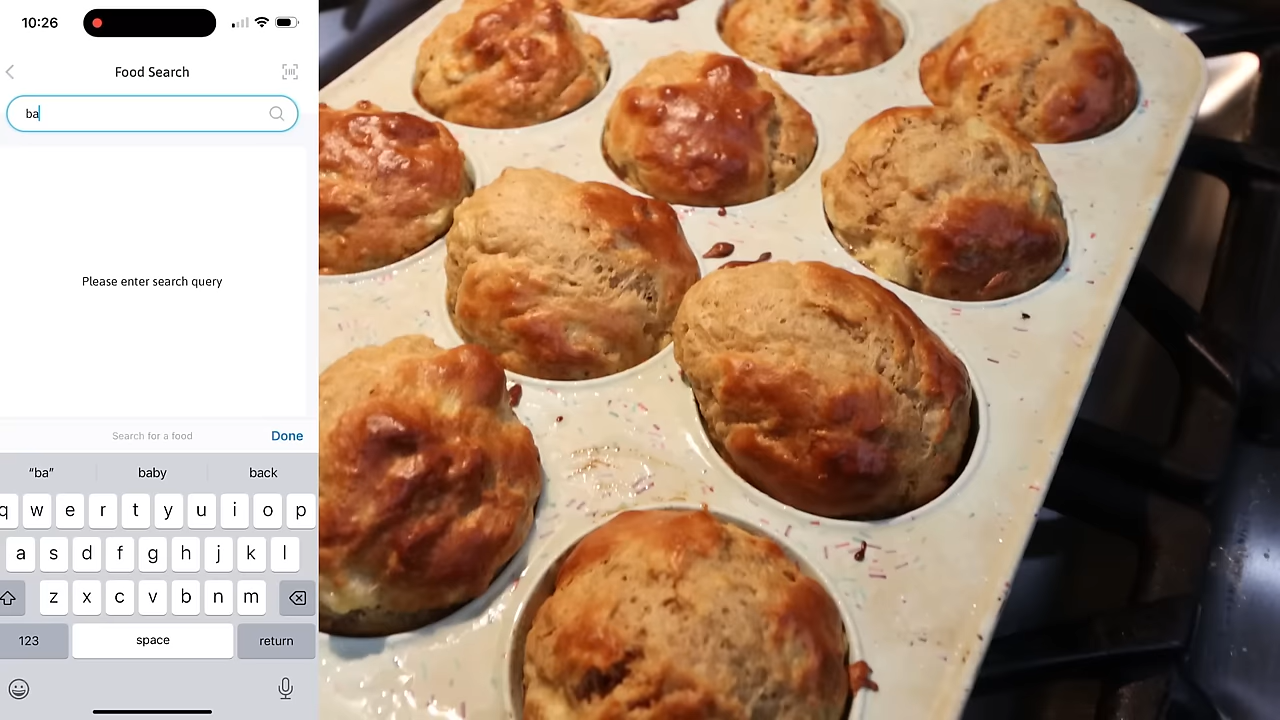 10:26
Food Search
ba
Please enter search query
Search for a food
Done
“ba”
baby
back
q w e r t y u i o p
a s d f g h j k l
z x c v b n m
123
space
return